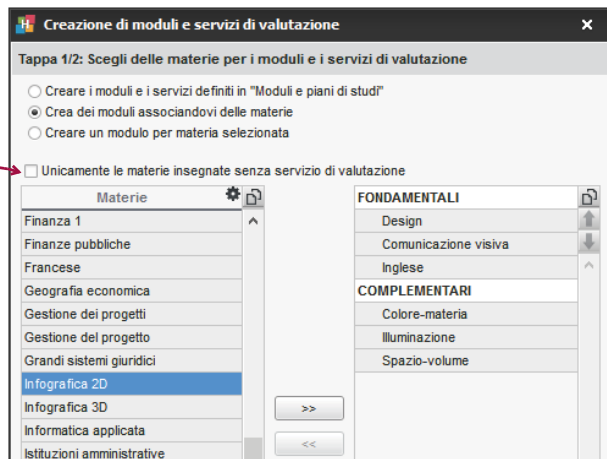 H Creazione di moduli e servizi di valutazione ×
Tappa 1/2: Scegli delle materie per i moduli e i servizi di valutazione
Creare i moduli e i servizi definiti in "Moduli e piani di studi"
Crea dei moduli associandovi delle materie
Creare un modulo per materia selezionata
Unicamente le materie insegnate senza servizio di valutazione
Materie
Finanza 1
Finanze pubbliche
Francese
Geografia economica
Gestione dei progetti
Gestione del progetto
Grandi sistemi giuridici
Infografica 2D
Infografica 3D
Informatica applicata
Istituzioni amministrative
>>
<<
FONDAMENTALI
Design
Comunicazione visiva
Inglese
COMPLEMENTARI
Colore-materia
Illuminazione
Spazio-volume